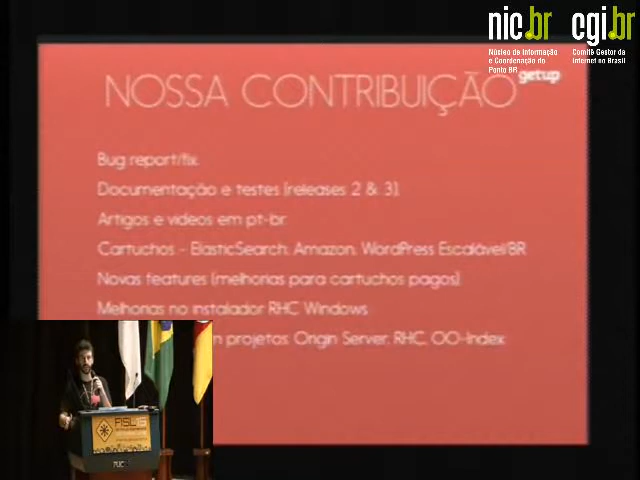 nic.br cgi.br
Núcleo de Informação
e Coordenação do
Ponto BR
Comitê Gestor da
Internet no Brasil
getup
NOSSA CONTRIBUIÇÃO
Bug report/fix.
Documentação e testes (releases 2 & 3).
Artigos e videos em pt-br.
Cartuchos - ElasticSearch, Amazon, WordPress Escalável/BR
Novas features (melhorias para cartuchos pagos)
Melhorias no instalador RHC Windows
projetos: Origin Server, RHC, OO-Index
FISL15
PUC